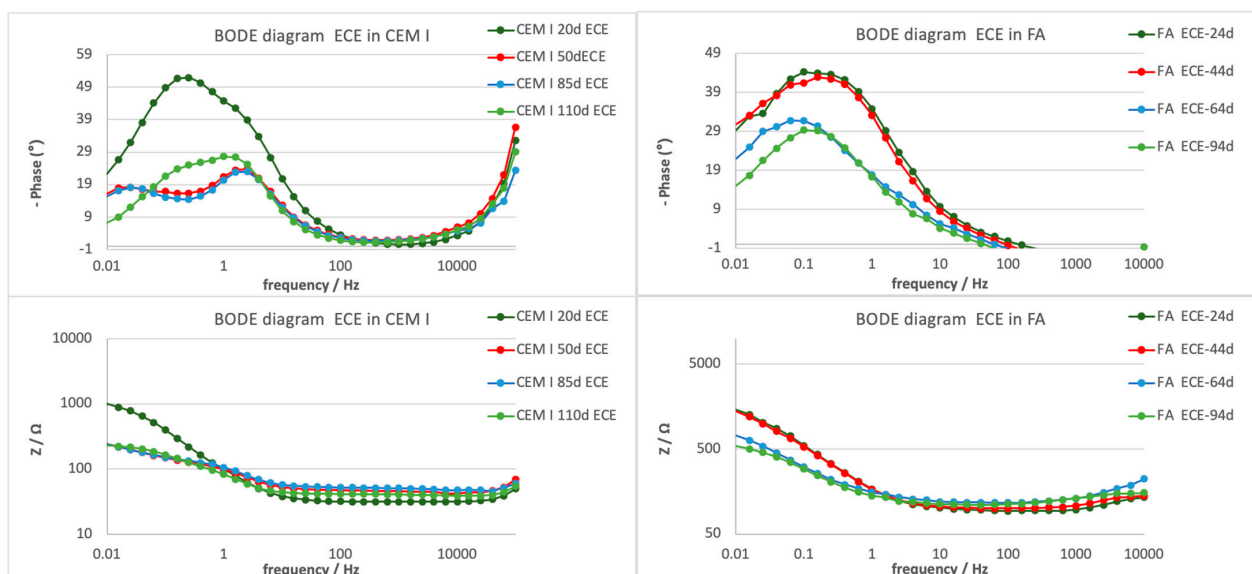 BODE diagram ECE in CEM I
CEM I 20d ECE
CEM I 50dECE
CEM I 85d ECE
CEM I 110d ECE
- Phase (°)
59
49
39
29
19
9
-1
0.01
1
100
10000
frequency / Hz
BODE diagram ECE in FA
FA ECE-24d
FA ECE-44d
FA ECE-64d
FA ECE-94d
- Phase (°)
49
39
29
19
9
-1
0.01
0.1
1
10
100
1000
10000
frequency / Hz
BODE diagram ECE in CEM I
CEM I 20d ECE
CEM I 50d ECE
CEM I 85d ECE
CEM I 110d ECE
Z / Ω
10000
1000
100
10
0.01
1
100
10000
frequency / Hz
BODE diagram ECE in FA
FA ECE-24d
FA ECE-44d
FA ECE-64d
FA ECE-94d
Z / Ω
5000
500
50
0.01
0.1
1
10
100
1000
10000
frequency / Hz